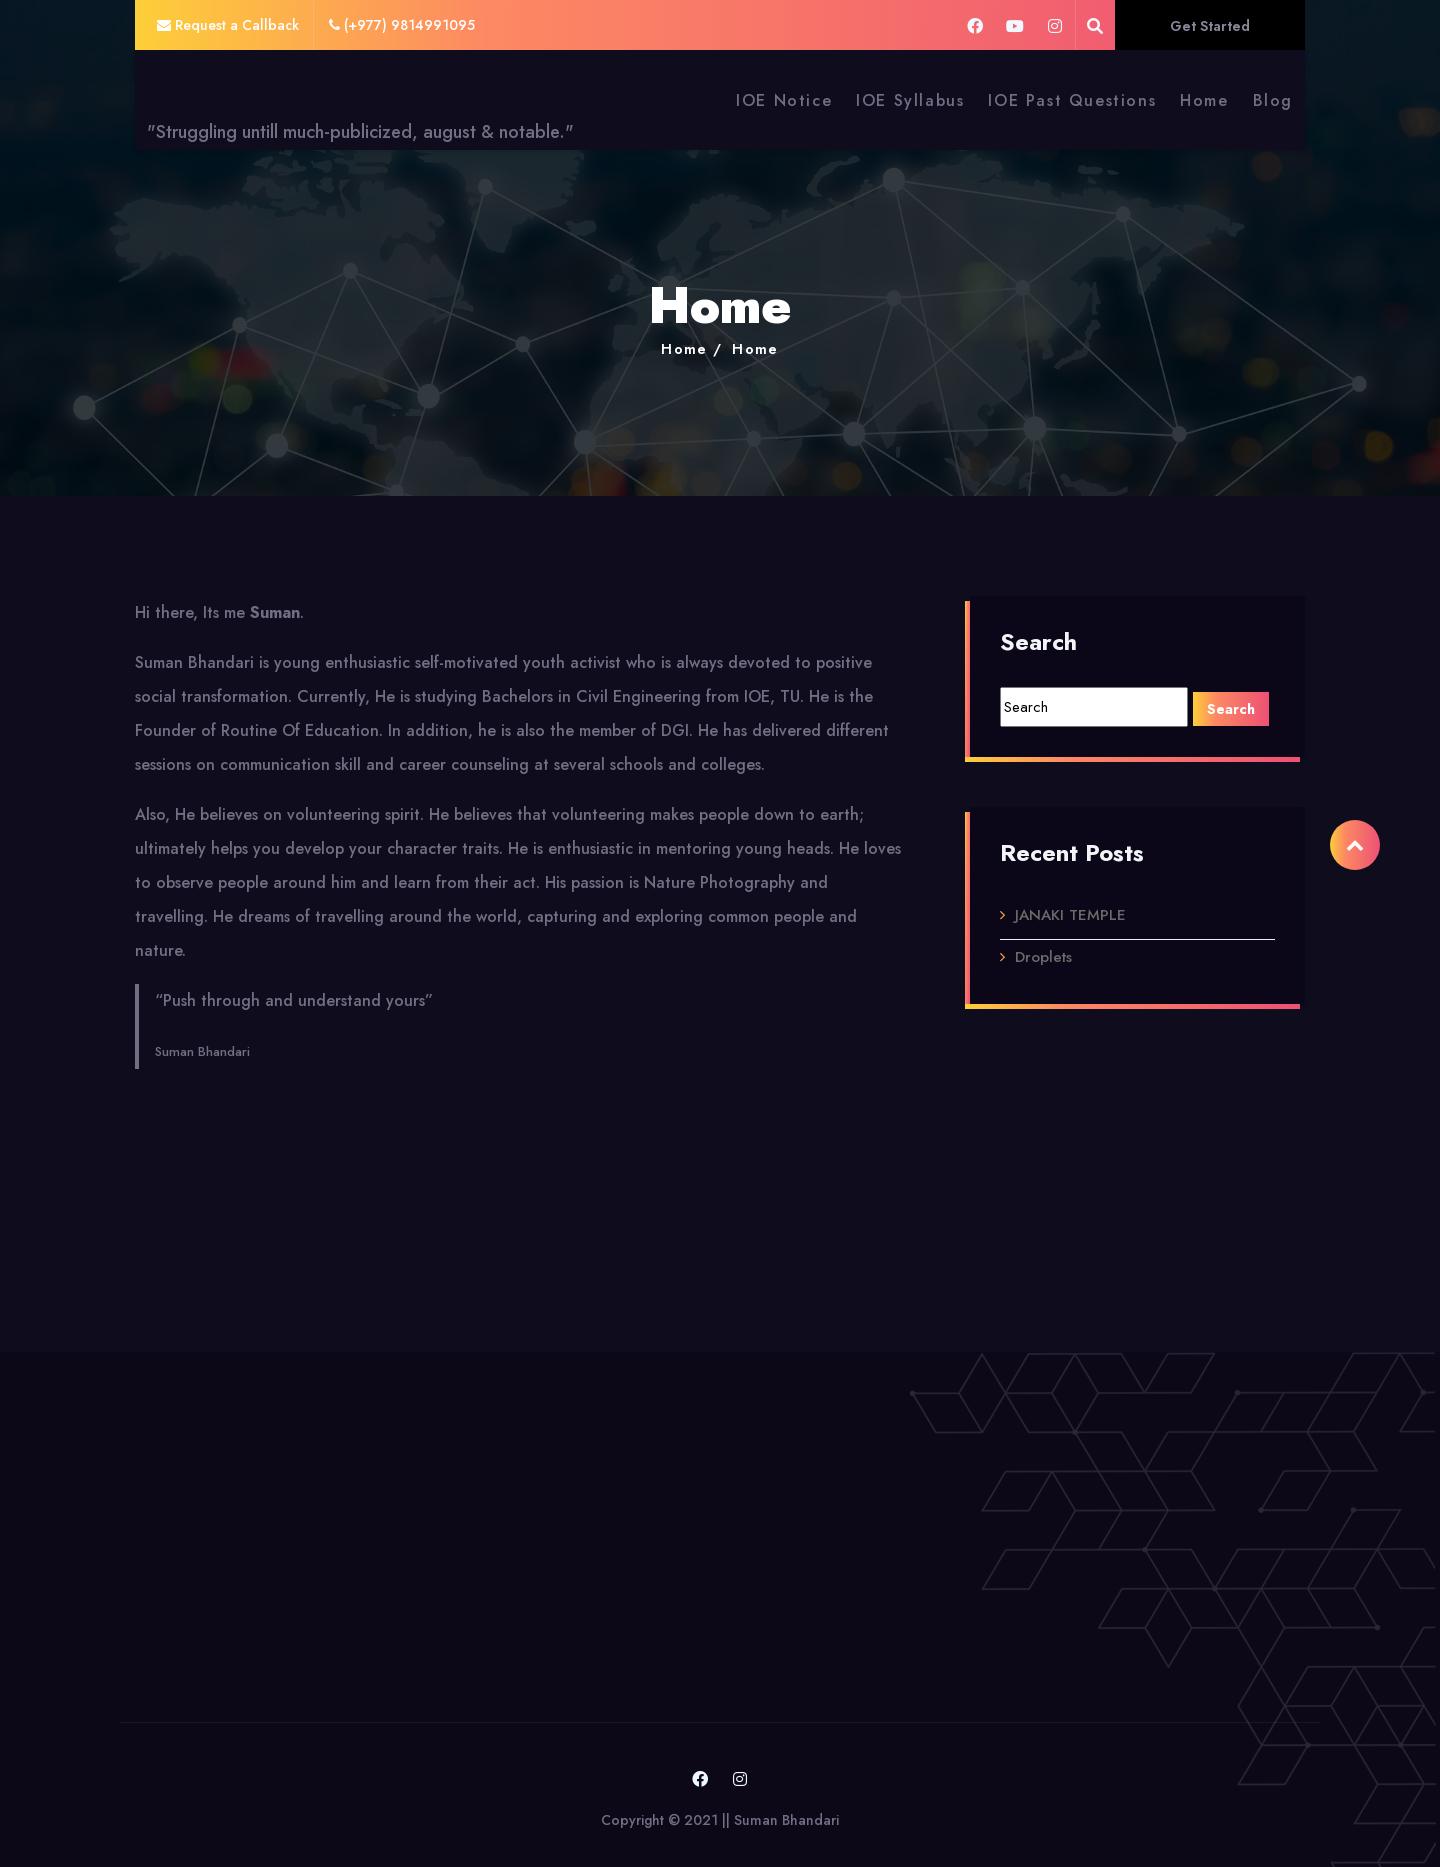 Request a Callback
(+977) 9814991095
Get Started
IOE Notice IOE Syllabus IOE Past Questions Home Blog
"Struggling untill much-publicized, august & notable."
Home
Home / Home
Hi there, Its me Suman.
Suman Bhandari is young enthusiastic self-motivated youth activist who is always devoted to positive
social transformation. Currently, He is studying Bachelors in Civil Engineering from IOE, TU. He is the
Founder of Routine Of Education. In addition, he is also the member of DGI. He has delivered different
sessions on communication skill and career counseling at several schools and colleges.
Also, He believes on volunteering spirit. He believes that volunteering makes people down to earth;
ultimately helps you develop your character traits. He is enthusiastic in mentoring young heads. He loves
to observe people around him and learn from their act. His passion is Nature Photography and
travelling. He dreams of travelling around the world, capturing and exploring common people and
nature.
“Push through and understand yours”
Suman Bhandari
Search
Search
Search
Recent Posts
JANAKI TEMPLE
Droplets
Copyright © 2021 || Suman Bhandari